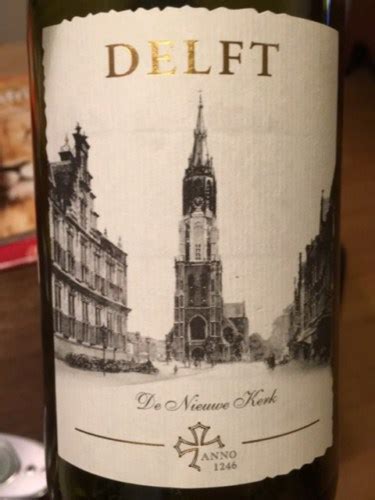 DELFT
De Nieuwe Kerk
ANNO
1246